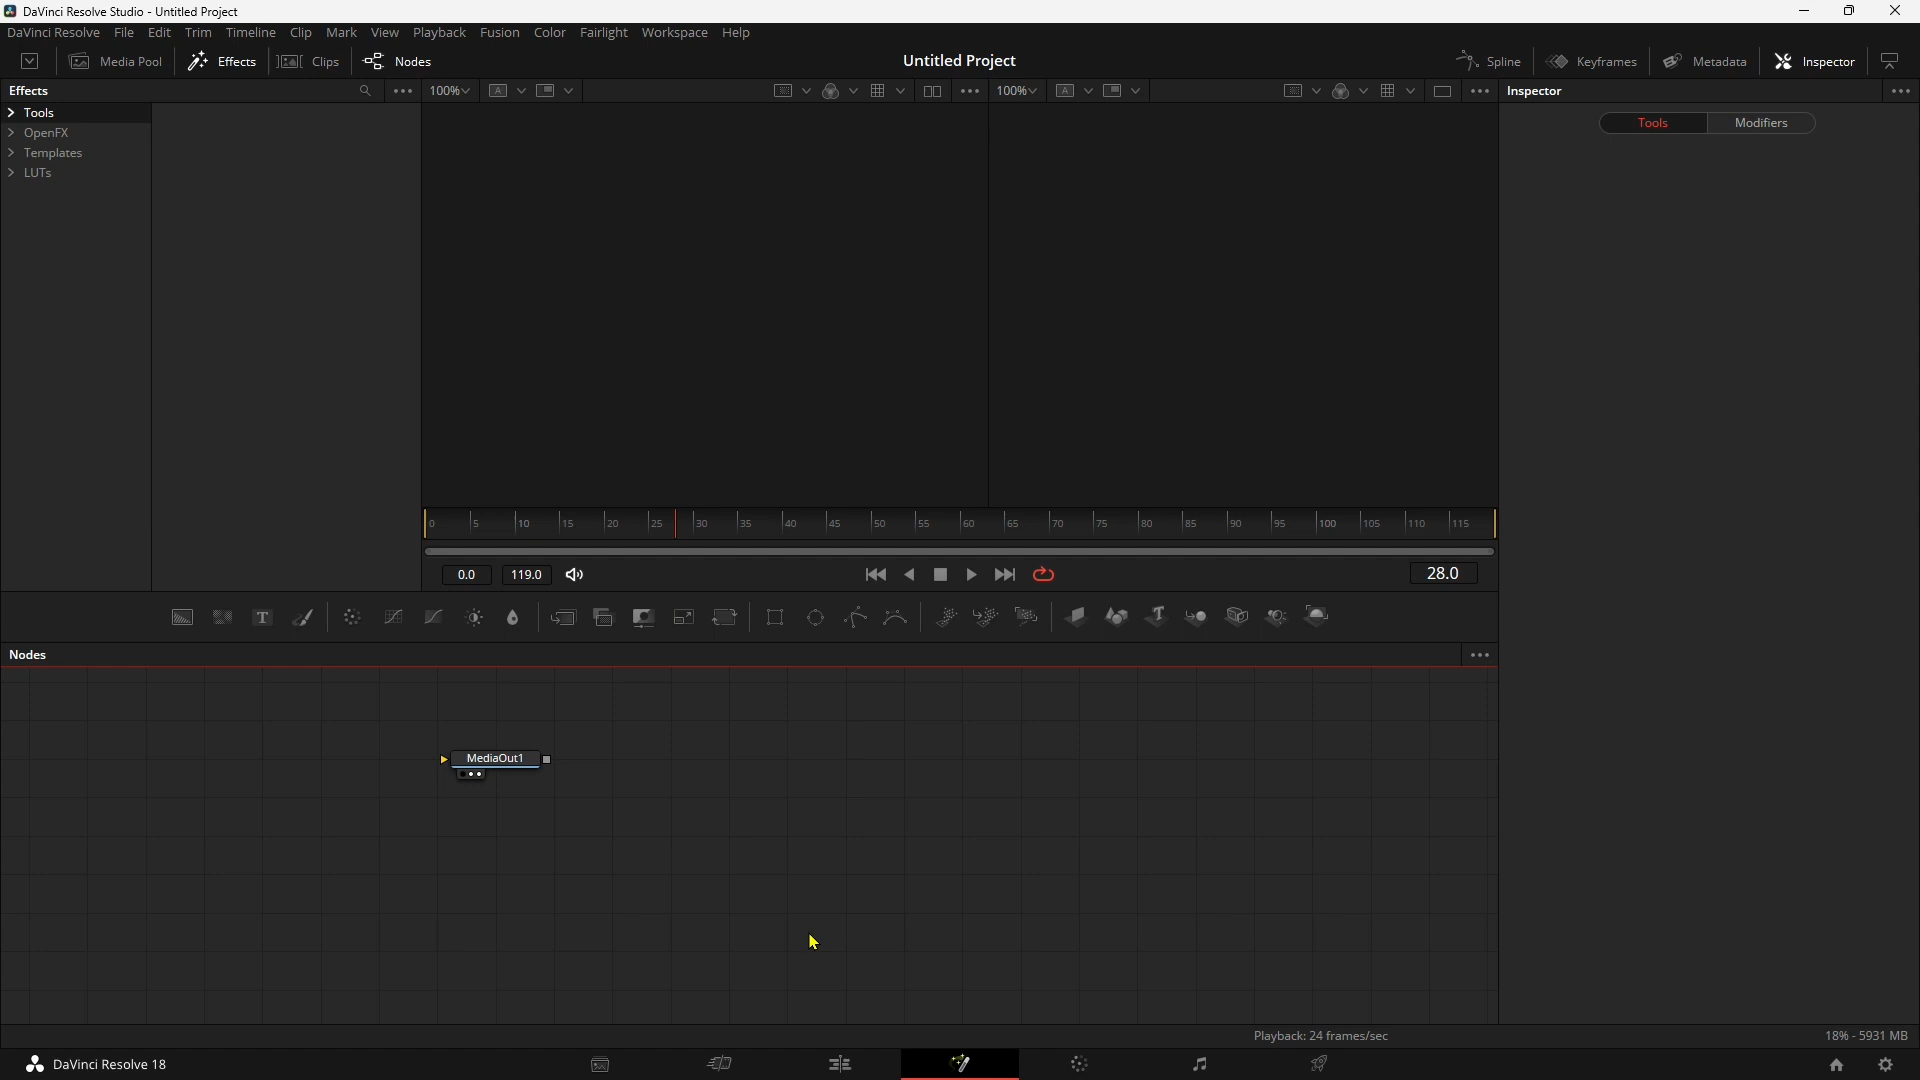 DaVinci Resolve Studio - Untitled Project
DaVinci Resolve File Edit Trim Timeline Clip Mark View Playback Fusion Color Fairlight Workspace Help
Media Pool Effects Clips Nodes Untitled Project Spline Keyframes Metadata Inspector
Effects 100% A 100% A Inspector
Tools
OpenFX
Templates
LUTs
Tools Modifiers
0 5 10 15 20 25 30 35 40 45 50 55 60 65 70 75 80 85 90 95 100 105 110 115
0.0 119.0 28.0
T T
Nodes
MediaOut1
Playback: 24 frames/sec 18% - 5931 MB
DaVinci Resolve 18